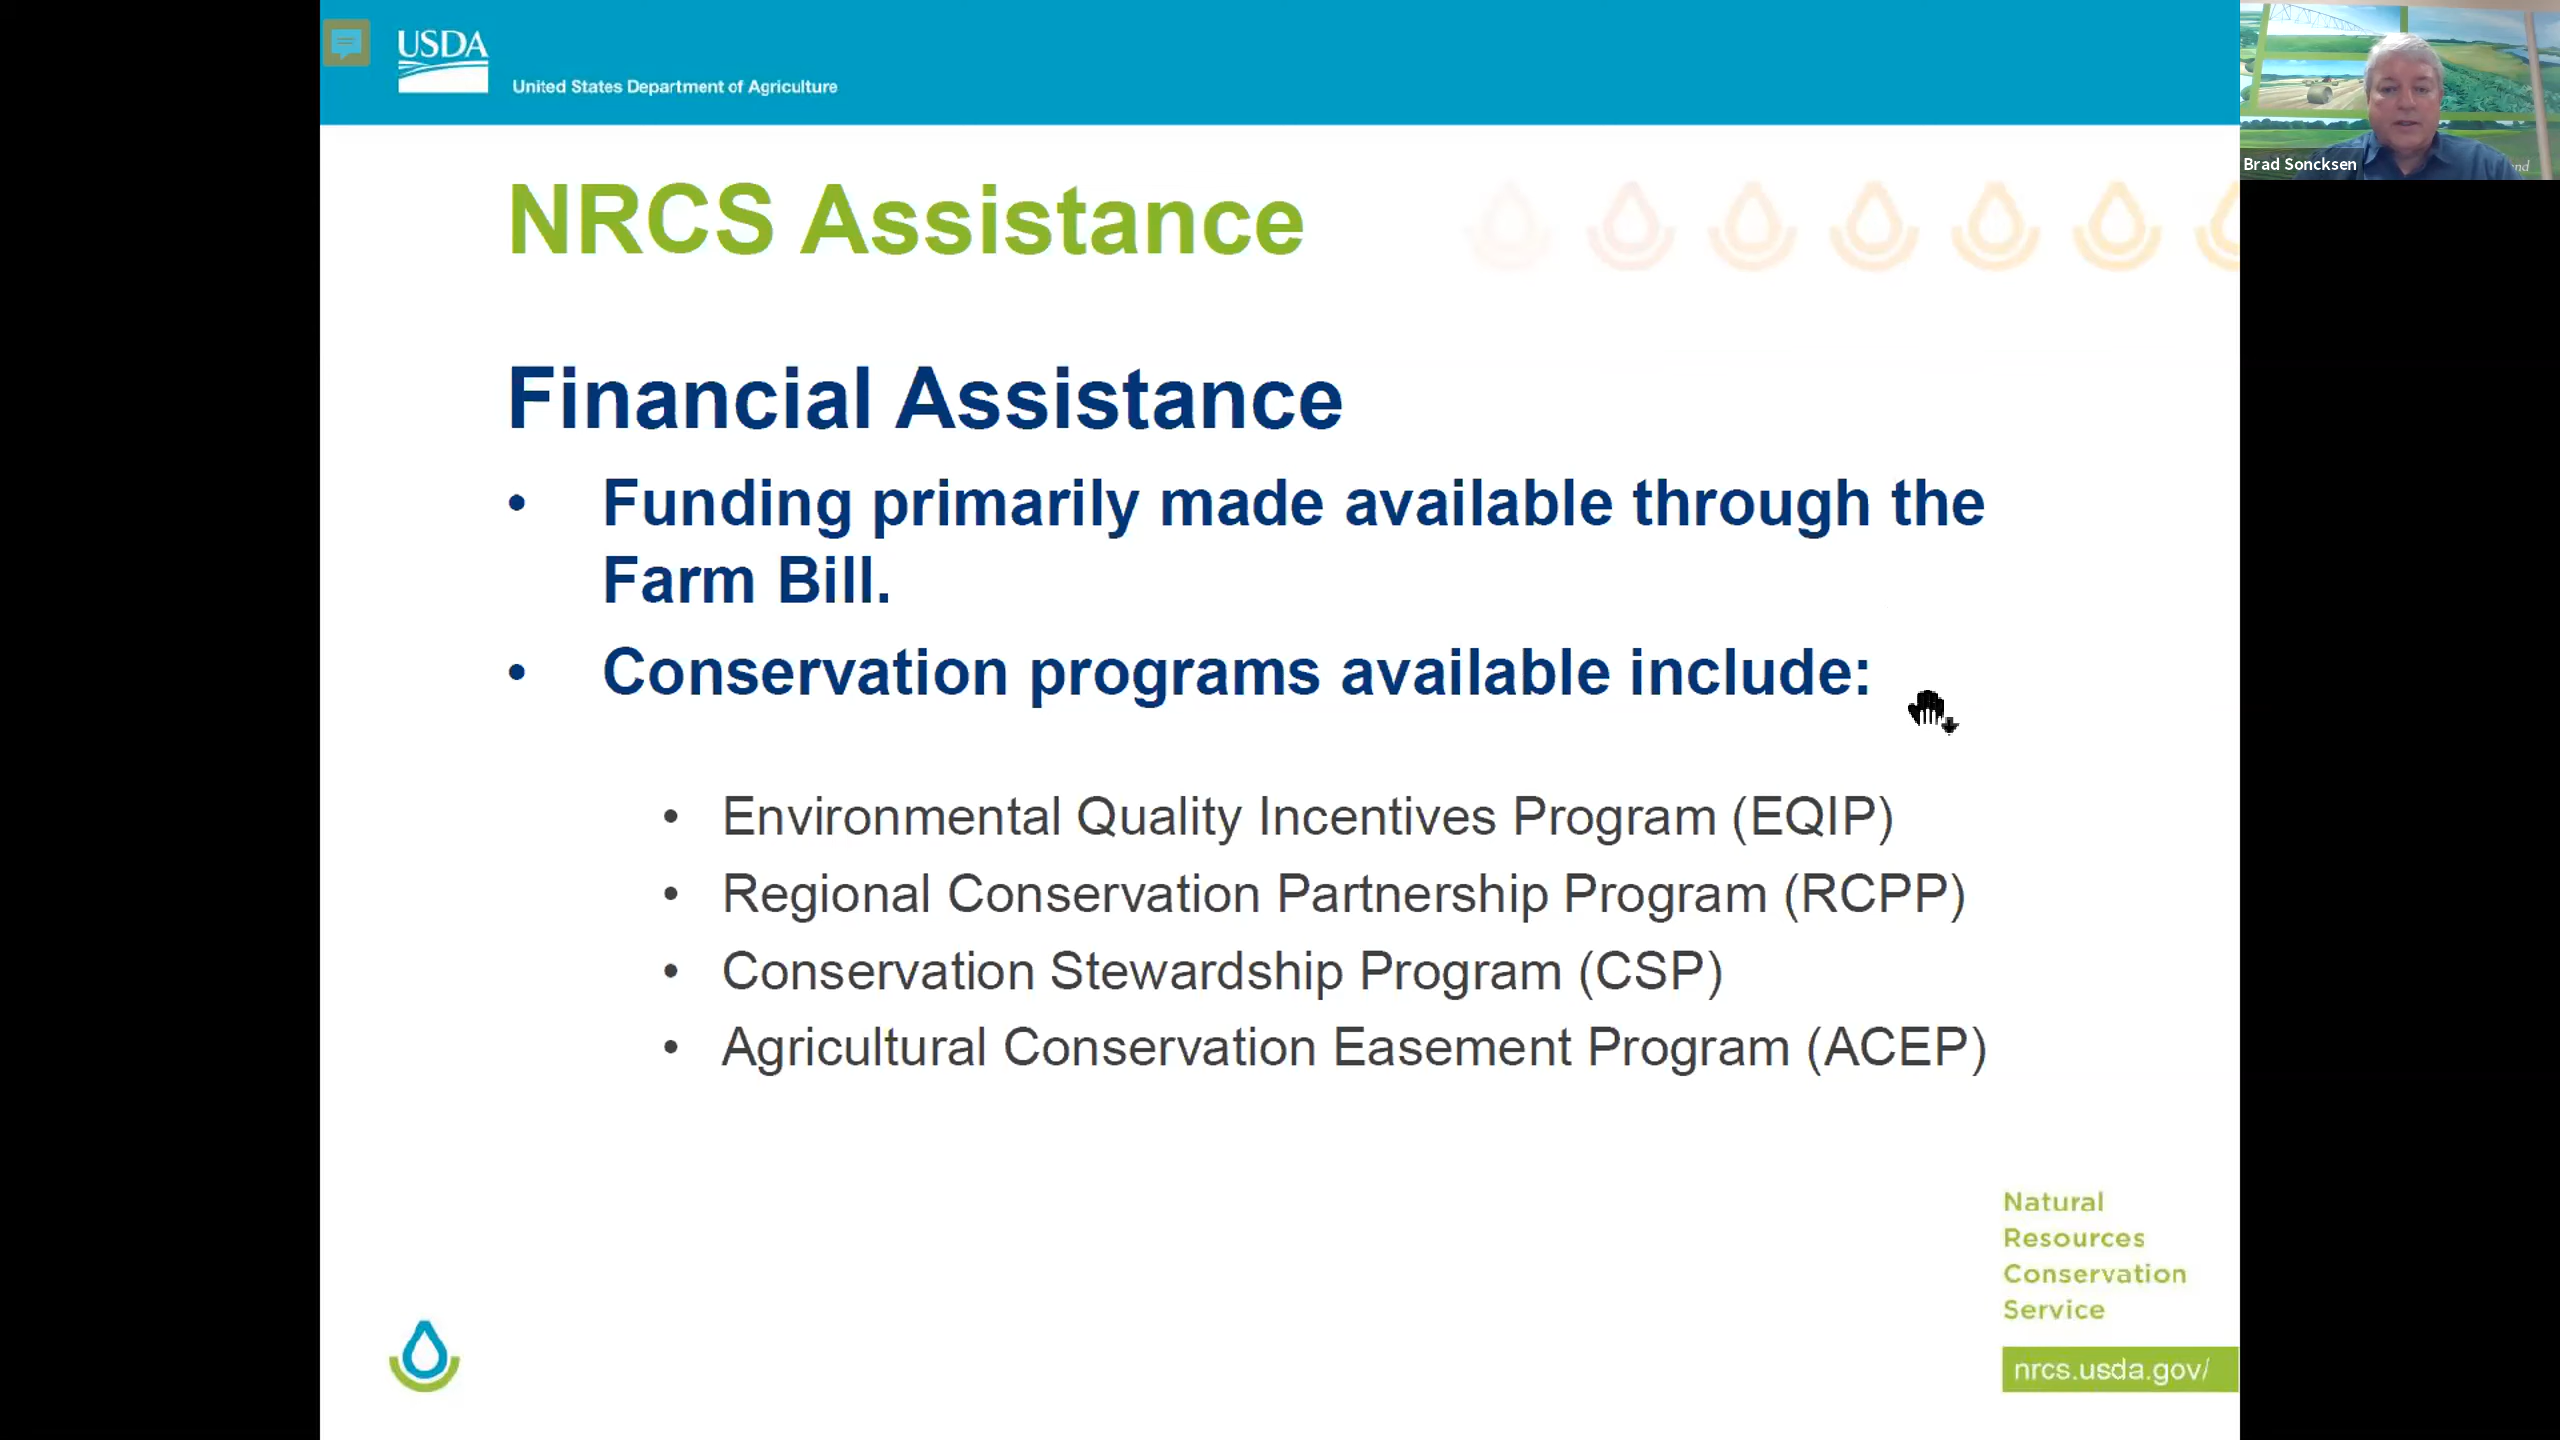 USDA
United States Department of Agriculture
Brad Soncksen
nd
NRCS Assistance
Financial Assistance
• Funding primarily made available through the
Farm Bill.
• Conservation programs available include:
• Environmental Quality Incentives Program (EQIP)
• Regional Conservation Partnership Program (RCPP)
• Conservation Stewardship Program (CSP)
• Agricultural Conservation Easement Program (ACEP)
Natural
Resources
Conservation
Service
nrcs.usda.gov/